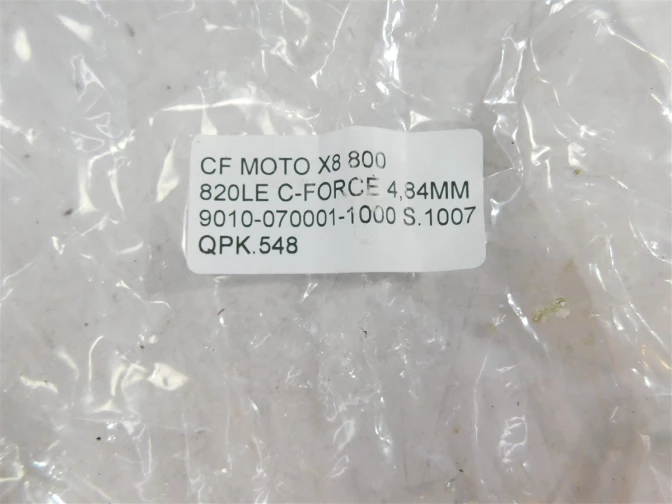 CF MOTO X8 800
820LE C-FORCE 4,84MM
9010-070001-1000 S.1007
QPK.548